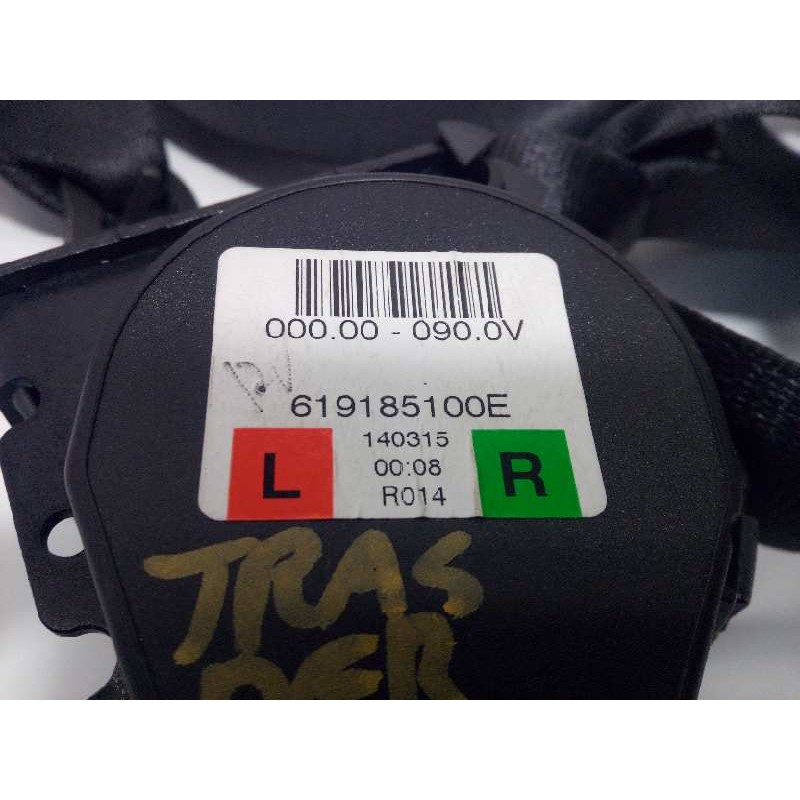 000.00 - 090.0V
619185100E
L
140315
R
00:08
R014
TRAS
DER